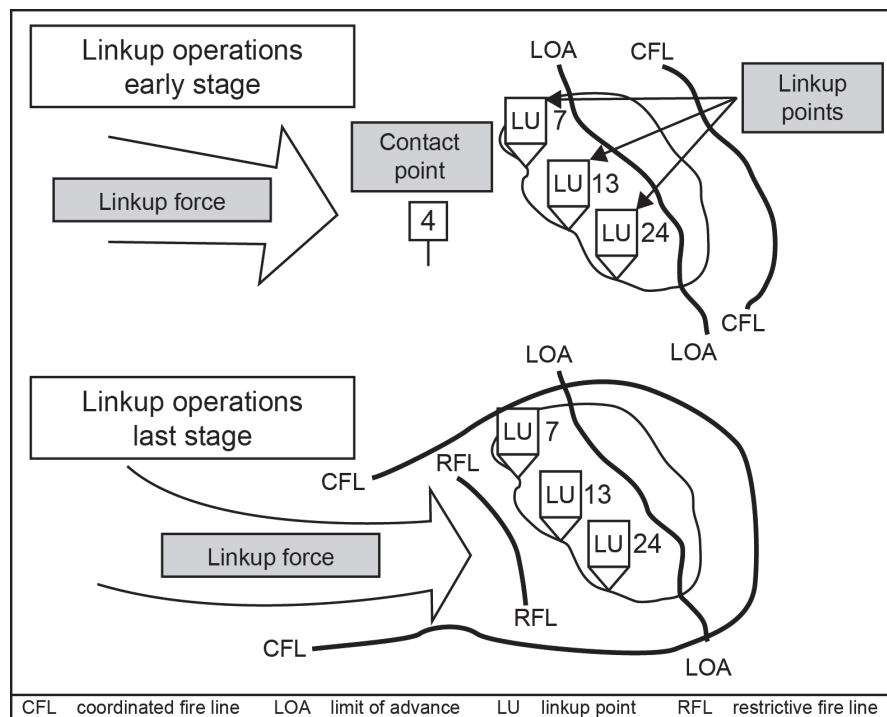 Linkup operations
early stage
LOA
CFL
Linkup
points
Contact
point
LU 7
Linkup force
LU 13
4
LU 24
CFL
LOA
LOA
Linkup operations
last stage
LU 7
RFL
CFL
LU 13
LU 24
Linkup force
RFL
CFL
LOA
CFL coordinated fire line LOA limit of advance LU linkup point RFL restrictive fire line